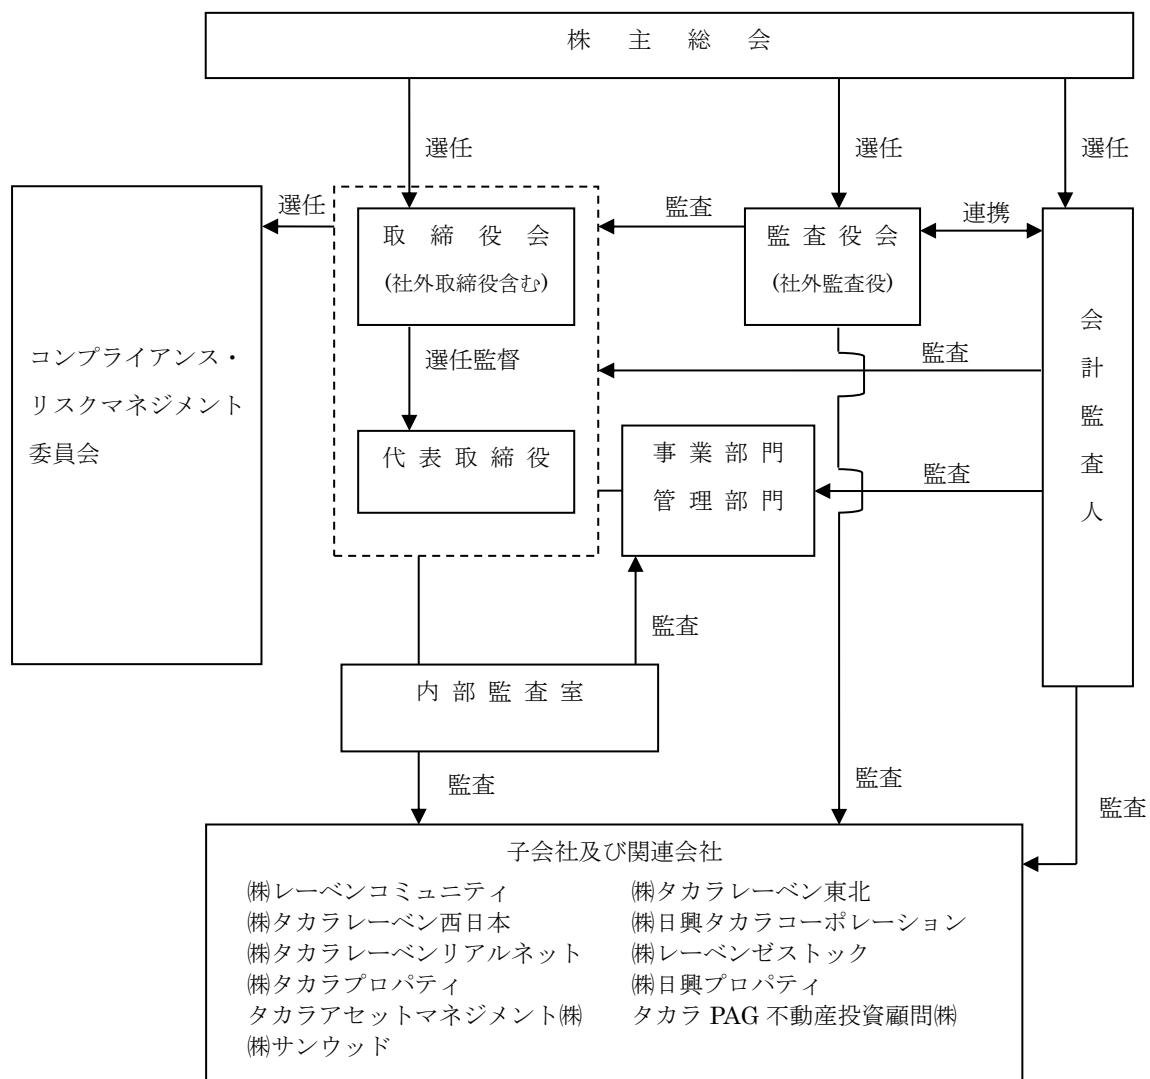 株 主 総 会
選任
選任
選任
選任
取 締 役 会
(社外取締役含む)
監査
監 査 役 会
(社外監査役)
連携
会計監査人
コンプライアンス・
リスクマネジメント
委員会
選任監督
監査
代 表 取 締 役
事 業 部 門
管 理 部 門
監査
監査
内 部 監 査 室
監査
監査
監査
子会社及び関連会社
㈱レーベンコミュニティ
㈱タカラレーベン東北
㈱タカラレーベン西日本
㈱日興タカラコーポレーション
㈱タカラレーベンリアルネット
㈱レーベンゼストック
㈱タカラプロパティ
㈱日興プロパティ
タカラアセットマネジメント㈱
タカラ PAG 不動産投資顧問㈱
㈱サンウッド